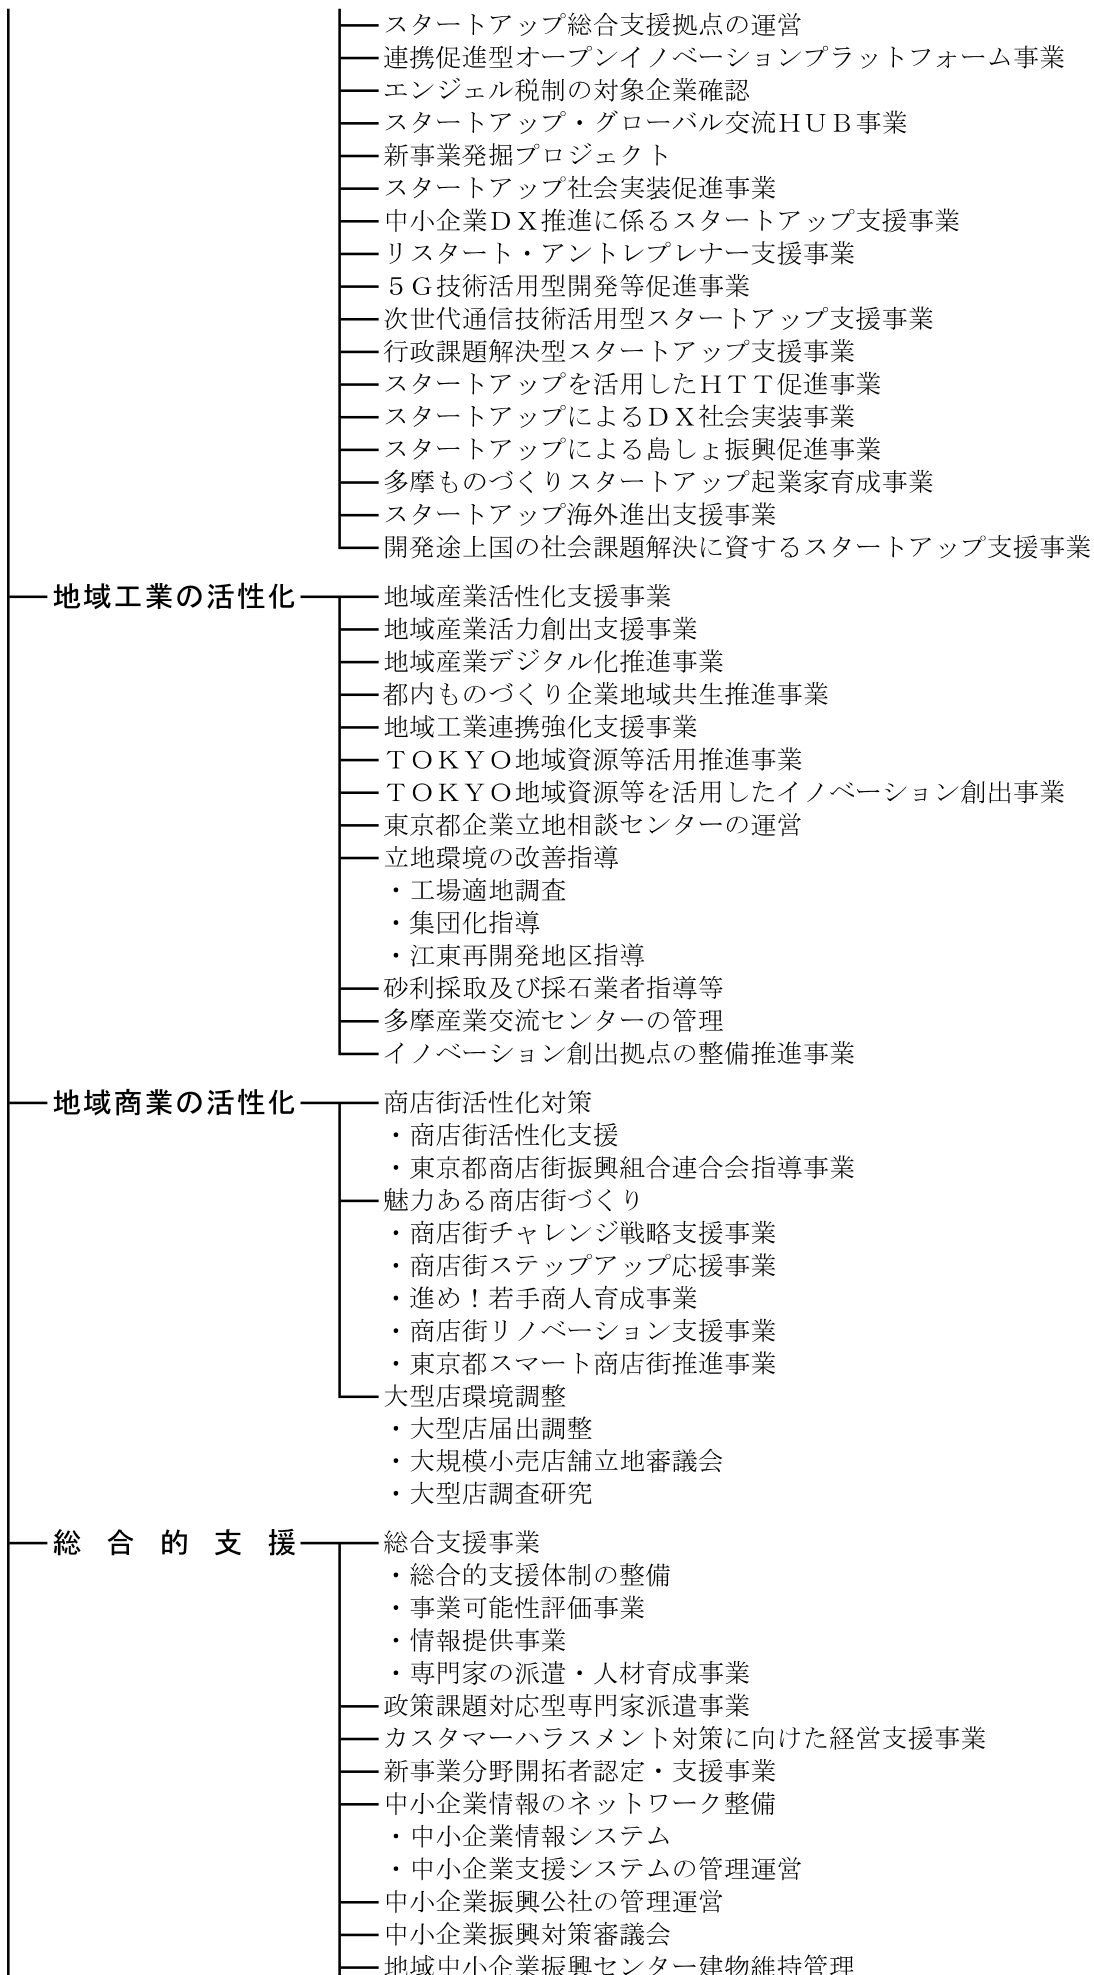 スタートアップ総合支援拠点の運営
連携促進型オープンイノベーションプラットフォーム事業
エンジェル税制の対象企業確認
スタートアップ・グローバル交流ＨＵＢ事業
新事業発掘プロジェクト
スタートアップ社会実装促進事業
中小企業ＤＸ推進に係るスタートアップ支援事業
リスタート・アントレプレナー支援事業
５Ｇ技術活用型開発等促進事業
次世代通信技術活用型スタートアップ支援事業
行政課題解決型スタートアップ支援事業
スタートアップを活用したＨＴＴ促進事業
スタートアップによるＤＸ社会実装事業
スタートアップによる島しょ振興促進事業
多摩ものづくりスタートアップ起業家育成事業
スタートアップ海外進出支援事業
開発途上国の社会課題解決に資するスタートアップ支援事業
地域工業の活性化 地域産業活性化支援事業
地域産業活力創出支援事業
地域産業デジタル化推進事業
都内ものづくり企業地域共生推進事業
地域工業連携強化支援事業
ＴＯＫＹＯ地域資源等活用推進事業
ＴＯＫＹＯ地域資源等を活用したイノベーション創出事業
東京都企業立地相談センターの運営
立地環境の改善指導
・工場適地調査
・集団化指導
・江東再開発地区指導
砂利採取及び採石業者指導等
多摩産業交流センターの管理
イノベーション創出拠点の整備推進事業
地域商業の活性化 商店街活性化対策
・商店街活性化支援
・東京都商店街振興組合連合会指導事業
魅力ある商店街づくり
・商店街チャレンジ戦略支援事業
・商店街ステップアップ応援事業
・進め！若手商人育成事業
・商店街リノベーション支援事業
・東京都スマート商店街推進事業
大型店環境調整
・大型店届出調整
・大規模小売店舗立地審議会
・大型店調査研究
総合的支援 総合支援事業
・総合的支援体制の整備
・事業可能性評価事業
・情報提供事業
・専門家の派遣・人材育成事業
政策課題対応型専門家派遣事業
カスタマーハラスメント対策に向けた経営支援事業
新事業分野開拓者認定・支援事業
中小企業情報のネットワーク整備
・中小企業情報システム
・中小企業支援システムの管理運営
中小企業振興公社の管理運営
中小企業振興対策審議会
地域中小企業振興センター建物維持管理